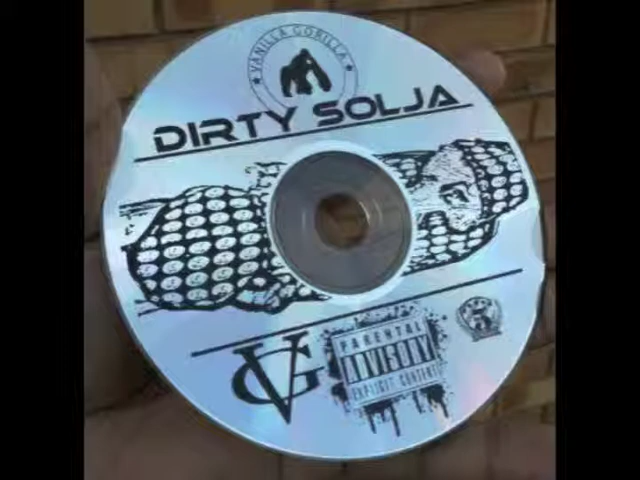 VANILLA GORILLA
DIRTY SOLJA
VG
PARENTAL
ADVISORY
EXPLICIT CONTENT